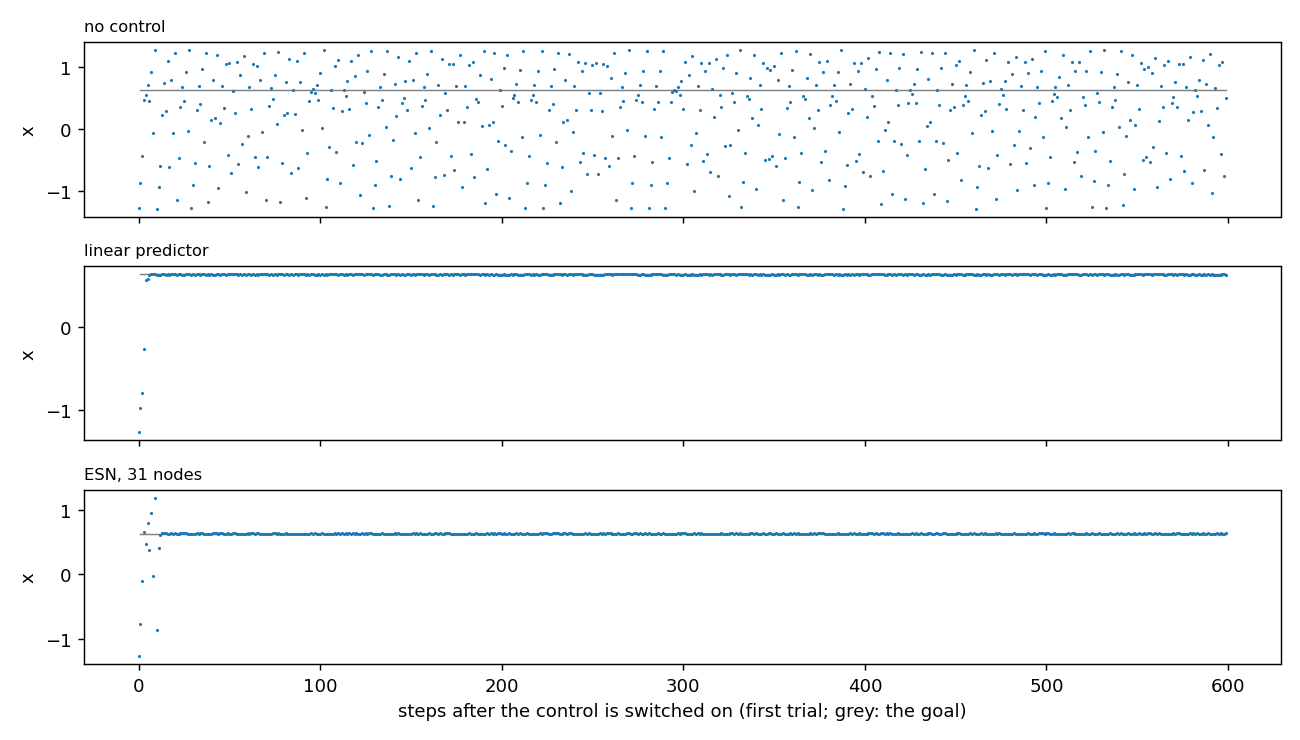 no control
1
0
−1
x
linear predictor
0
−1
x
ESN, 31 nodes
1
0
−1
x
0 100 200 300 400 500 600
steps after the control is switched on (first trial; grey: the goal)